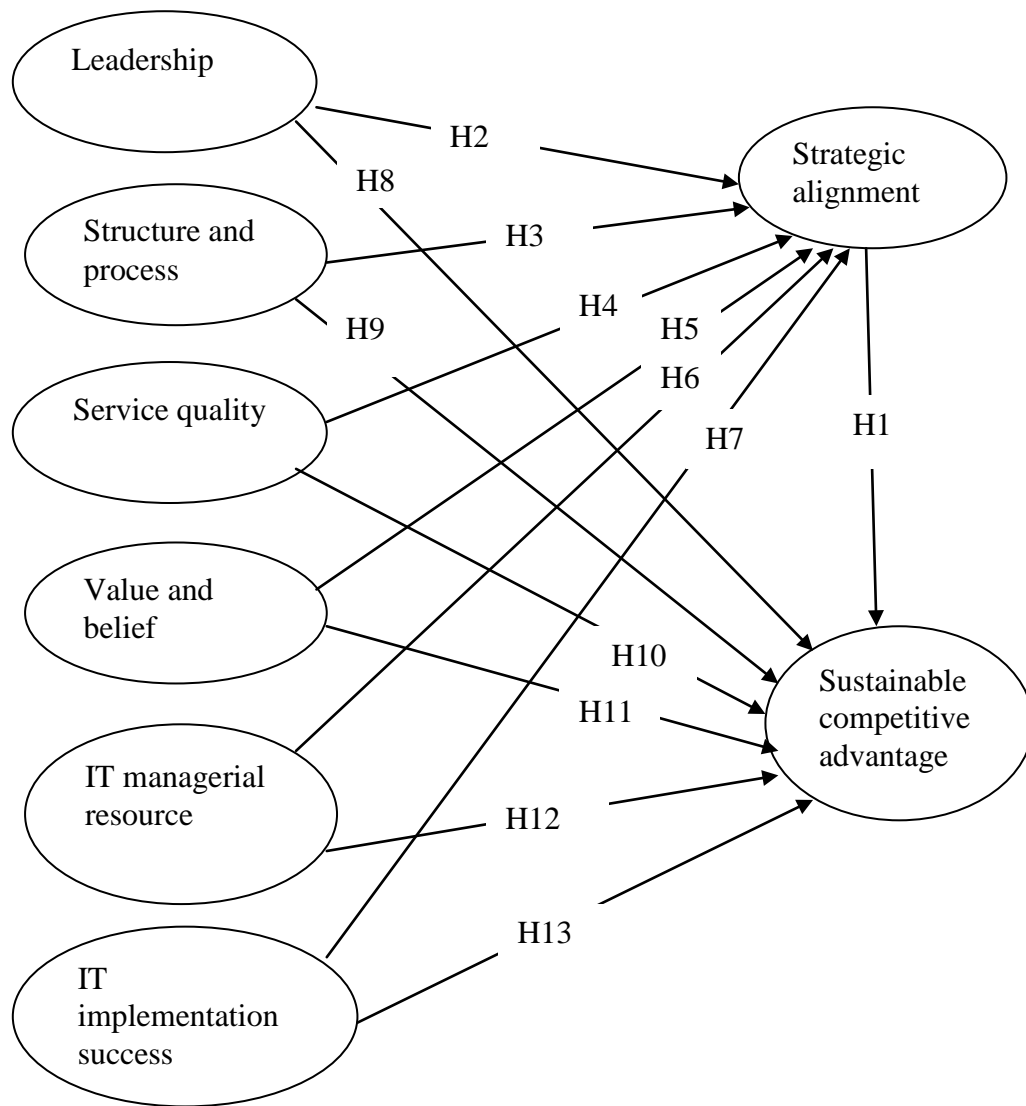 Leadership
H2
Strategic
alignment
H8
Structure and
process
H3
H4
H9
H5
H6
Service quality
H7
H1
Value and
belief
H10
Sustainable
competitive
advantage
H11
IT managerial
resource
H12
H13
IT
implementation
success